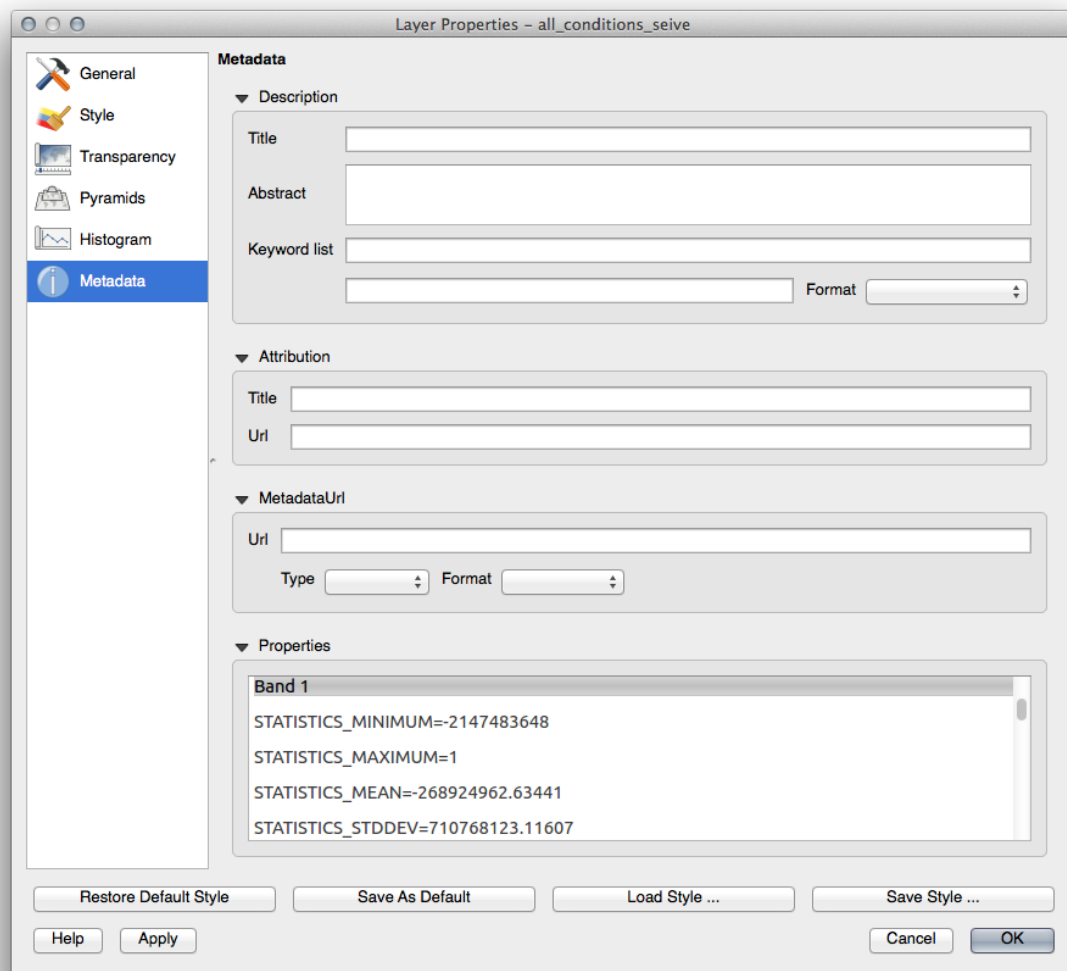 Layer Properties – all_conditions_seive
General
Style
Transparency
Pyramids
Histogram
Metadata
Metadata
Description
Title
Abstract
Keyword list
Format
Attribution
Title
Url
MetadataUrl
Url
Type Format
Properties
Band 1
STATISTICS_MINIMUM=-2147483648
STATISTICS_MAXIMUM=1
STATISTICS_MEAN=-268924962.63441
STATISTICS_STDDEV=710768123.11607
Restore Default Style Save As Default Load Style ... Save Style ...
Help Apply Cancel OK